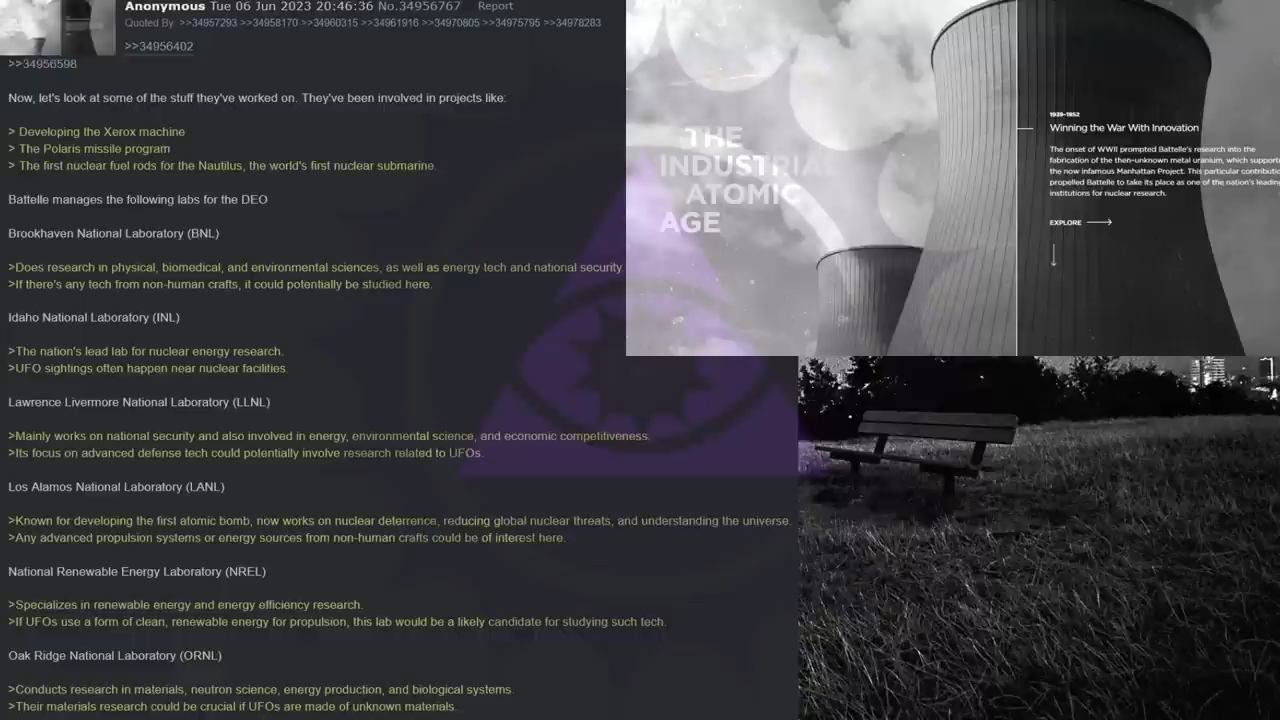 Anonymous Tue 06 Jun 2023 20:46:36 No.34956767 Report
Quoted By >>34957293 >>34958170 >>34960315 >>34961916 >>34970805 >>34975795 >>34978283
>>34956402
>>34956598
Now, let's look at some of the stuff they've worked on. They've been involved in projects like:
> Developing the Xerox machine
> The Polaris missile program
> The first nuclear fuel rods for the Nautilus, the world's first nuclear submarine.
Battelle manages the following labs for the DEO
Brookhaven National Laboratory (BNL)
>Does research in physical, biomedical, and environmental sciences, as well as energy tech and national security.
>If there's any tech from non-human crafts, it could potentially be studied here.
Idaho National Laboratory (INL)
>The nation's lead lab for nuclear energy research.
>UFO sightings often happen near nuclear facilities.
Lawrence Livermore National Laboratory (LLNL)
>Mainly works on national security and also involved in energy, environmental science, and economic competitiveness.
>Its focus on advanced defense tech could potentially involve research related to UFOs.
Los Alamos National Laboratory (LANL)
>Known for developing the first atomic bomb, now works on nuclear deterrence, reducing global nuclear threats, and understanding the universe.
>Any advanced propulsion systems or energy sources from non-human crafts could be of interest here.
National Renewable Energy Laboratory (NREL)
>Specializes in renewable energy and energy efficiency research.
>If UFOs use a form of clean, renewable energy for propulsion, this lab would be a likely candidate for studying such tech.
Oak Ridge National Laboratory (ORNL)
>Conducts research in materials, neutron science, energy production, and biological systems.
>Their materials research could be crucial if UFOs are made of unknown materials.
THE
INDUSTRIAL
ATOMIC
AGE
1939-1952
Winning the War With Innovation
The onset of WWII prompted Battelle's research into the
fabrication of the then-unknown metal uranium, which supports
the now infamous Manhattan Project. This particular contributio
propelled Battelle to take its place as one of the nation's leading
institutions for nuclear research.
EXPLORE